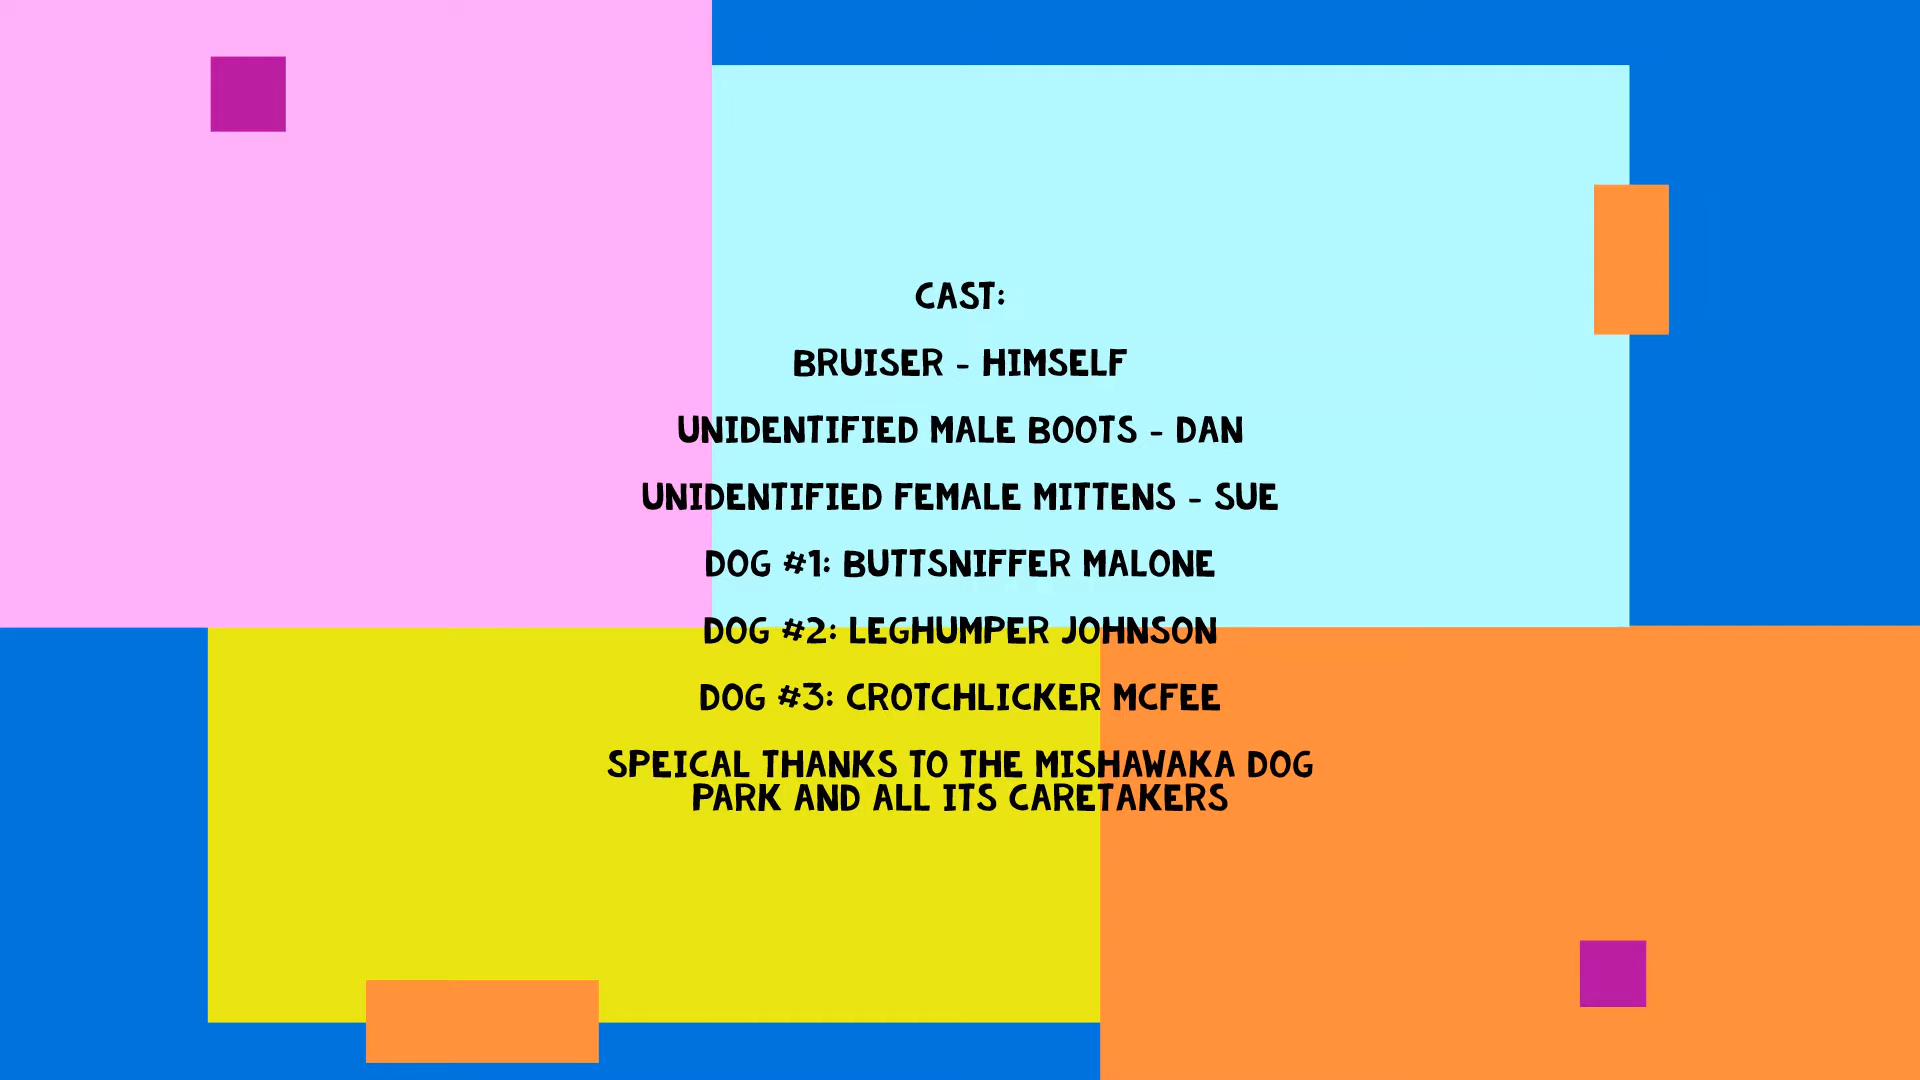 CAST:
BRUISER - HIMSELF
UNIDENTIFIED MALE BOOTS - DAN
UNIDENTIFIED FEMALE MITTENS - SUE
DOG #1: BUTTSNIFFER MALONE
DOG #2: LEGHUMPER JOHNSON
DOG #3: CROTCHLICKER MCFEE
SPEICAL THANKS TO THE MISHAWAKA DOG
PARK AND ALL ITS CARETAKERS